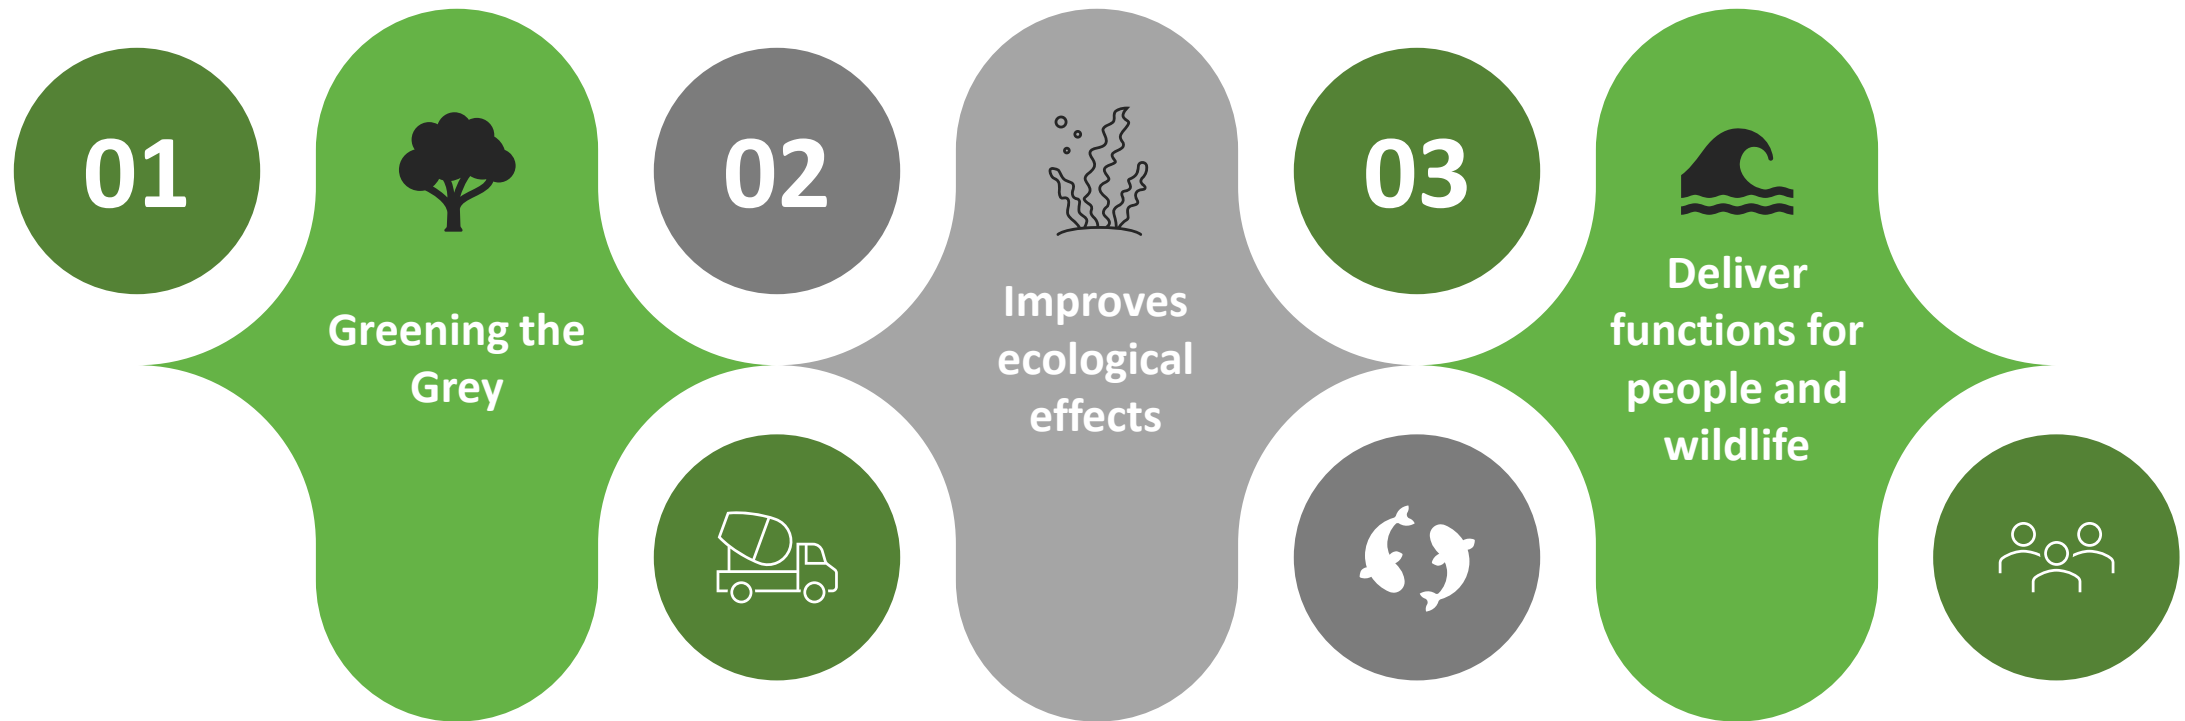 01
Greening the
Grey
02
Improves
ecological
effects
03
Deliver
functions for
people and
wildlife